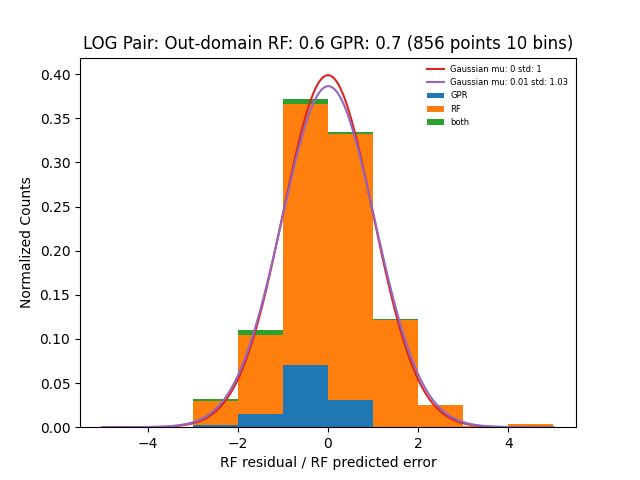 LOG Pair: Out-domain RF: 0.6 GPR: 0.7 (856 points 10 bins)
Gaussian mu: 0 std: 1
Gaussian mu: 0.01 std: 1.03
GPR
RF
both
Normalized Counts
0.40
0.35
0.30
0.25
0.20
0.15
0.10
0.05
0.00
−4 −2 0 2 4
RF residual / RF predicted error